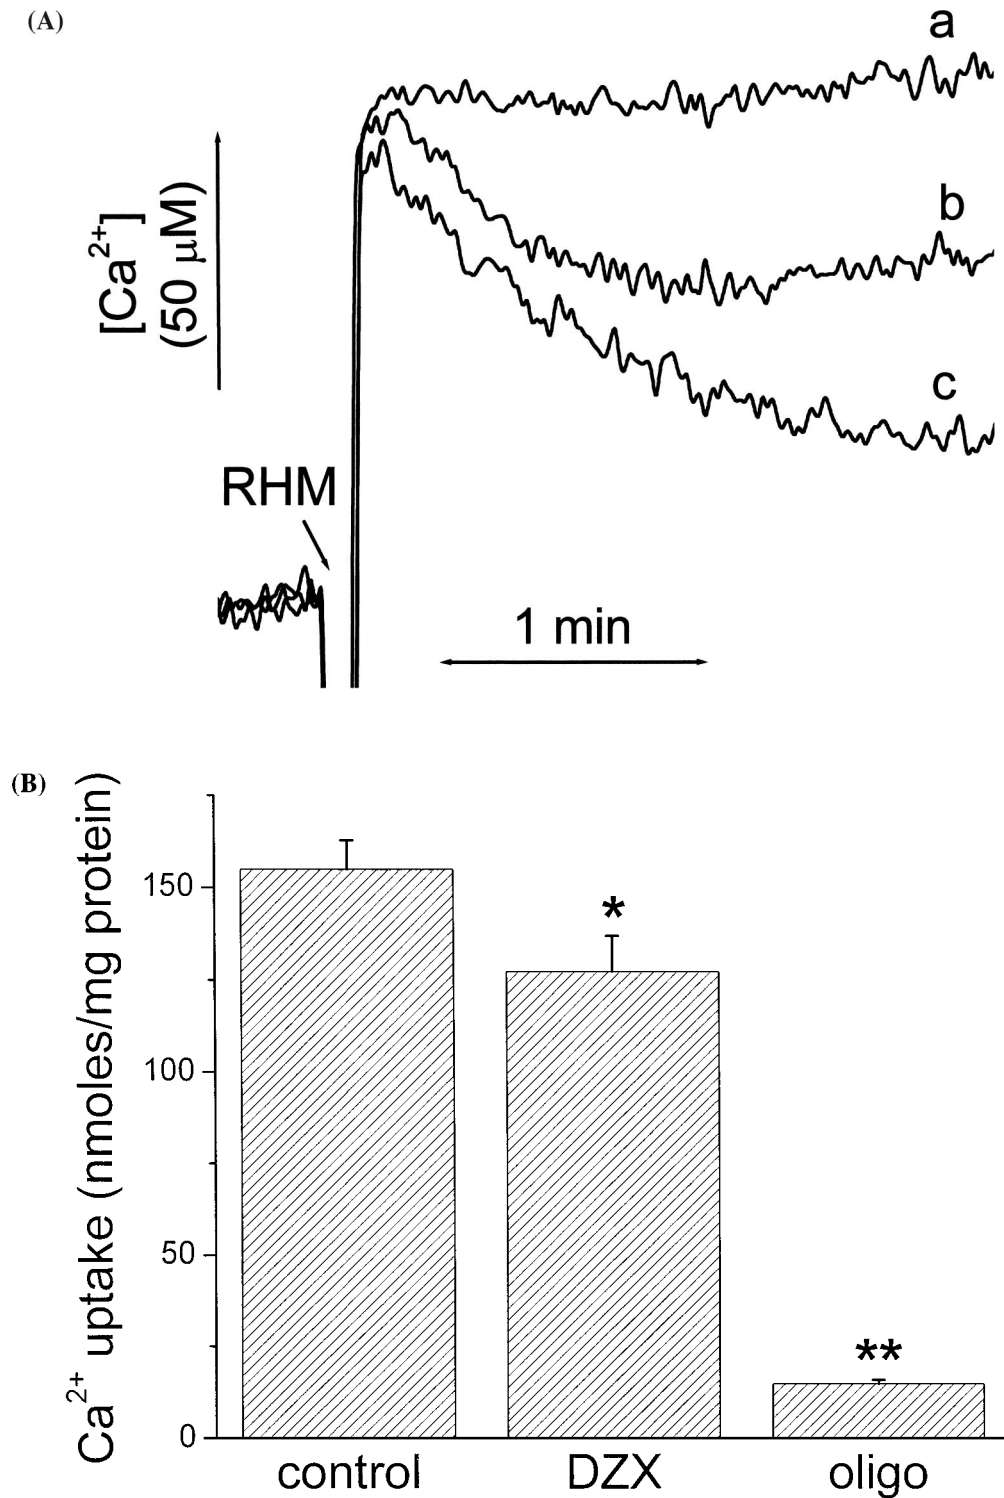 (A)
a
[Ca²⁺]
(50 μM)
b
c
RHM
1 min
(B)
Ca²⁺ uptake (nmoles/mg protein)
150
100
50
0
*
**
control
DZX
oligo